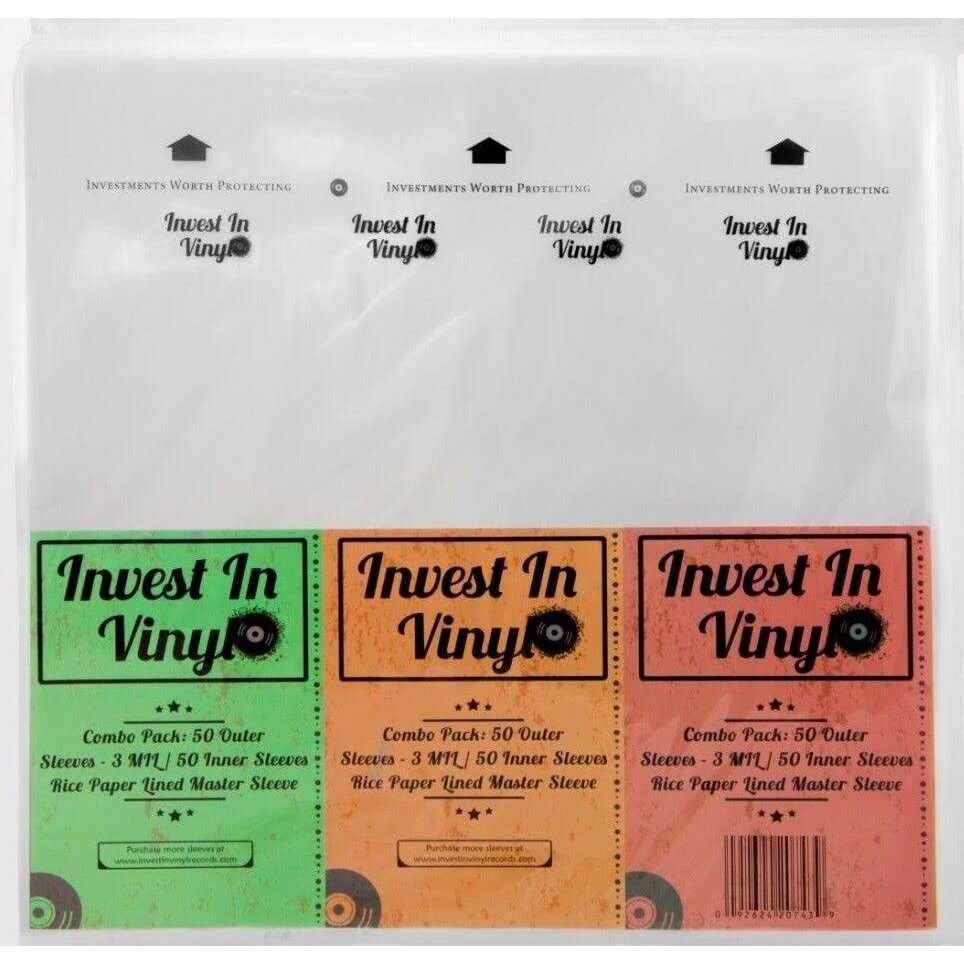 Investments Worth Protecting Investments Worth Protecting Investments Worth Protecting
Invest In Invest In Invest In Invest In
Vinyl Vinyl Vinyl Vinyl
Invest In
Vinyl
Combo Pack: 50 Outer
Sleeves - 3 MIL / 50 Inner Sleeves
Rice Paper Lined Master Sleeve
Purchase more sleeves at
www.investinvinylrecords.com
Invest In
Vinyl
Combo Pack: 50 Outer
Sleeves - 3 MIL / 50 Inner Sleeves
Rice Paper Lined Master Sleeve
Purchase more sleeves at
www.investinvinylrecords.com
Invest In
Vinyl
Combo Pack: 50 Outer
Sleeves - 3 MIL / 50 Inner Sleeves
Rice Paper Lined Master Sleeve
0 92624 20743 9